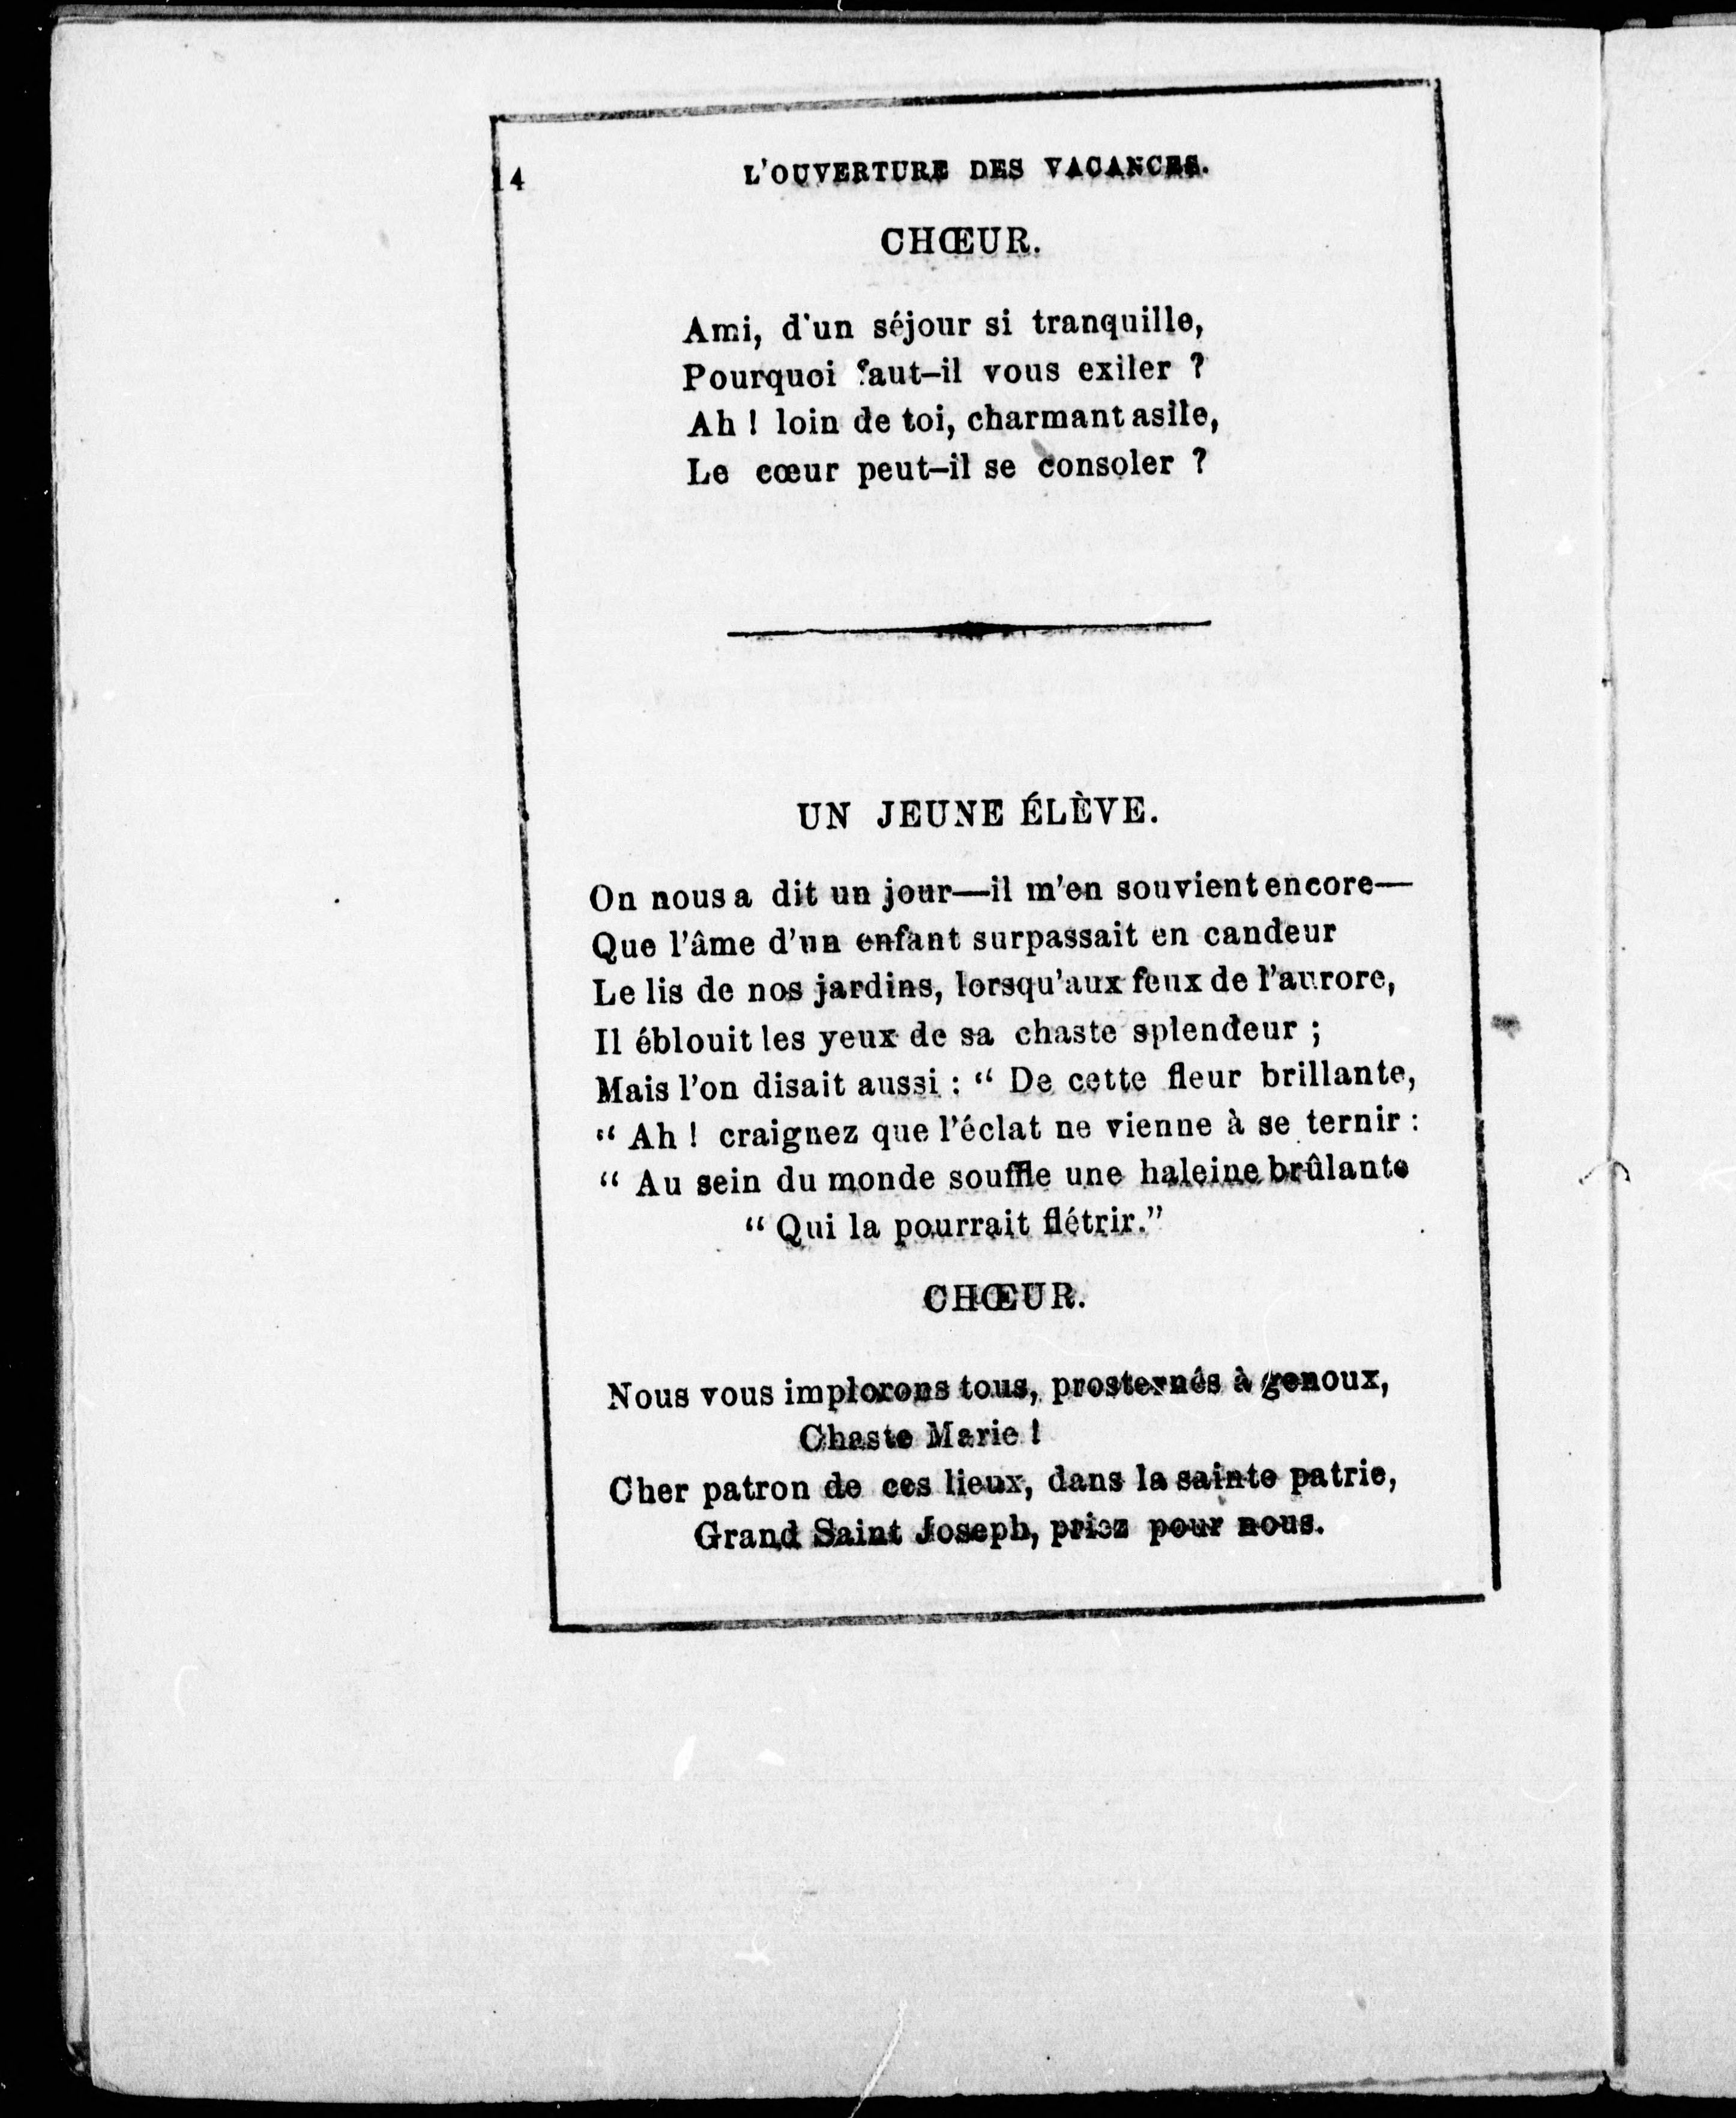 14 L'OUVERTURE DES VACANCES.
CHŒUR.
Ami, d'un séjour si tranquille,
Pourquoi faut-il vous exiler ?
Ah ! loin de toi, charmant asile,
Le cœur peut-il se consoler ?
UN JEUNE ÉLÈVE.
On nous a dit un jour—il m'en souvient encore—
Que l'âme d'un enfant surpassait en candeur
Le lis de nos jardins, lorsqu'aux feux de l'aurore,
Il éblouit les yeux de sa chaste splendeur ;
Mais l'on disait aussi : “ De cette fleur brillante,
“ Ah ! craignez que l'éclat ne vienne à se ternir :
“ Au sein du monde souffle une haleine brûlante
“ Qui la pourrait flétrir.”
CHŒUR.
Nous vous implorons tous, prosternés à genoux,
Chaste Marie !
Cher patron de ces lieux, dans la sainte patrie,
Grand Saint Joseph, priez pour nous.